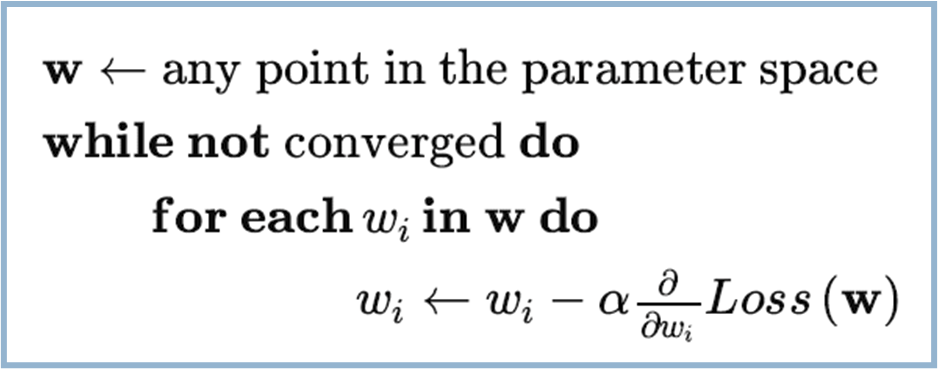 w ← any point in the parameter space
while not converged do
for each wᵢ in w do
wᵢ ← wᵢ − α ∂/∂wᵢ Loss (w)